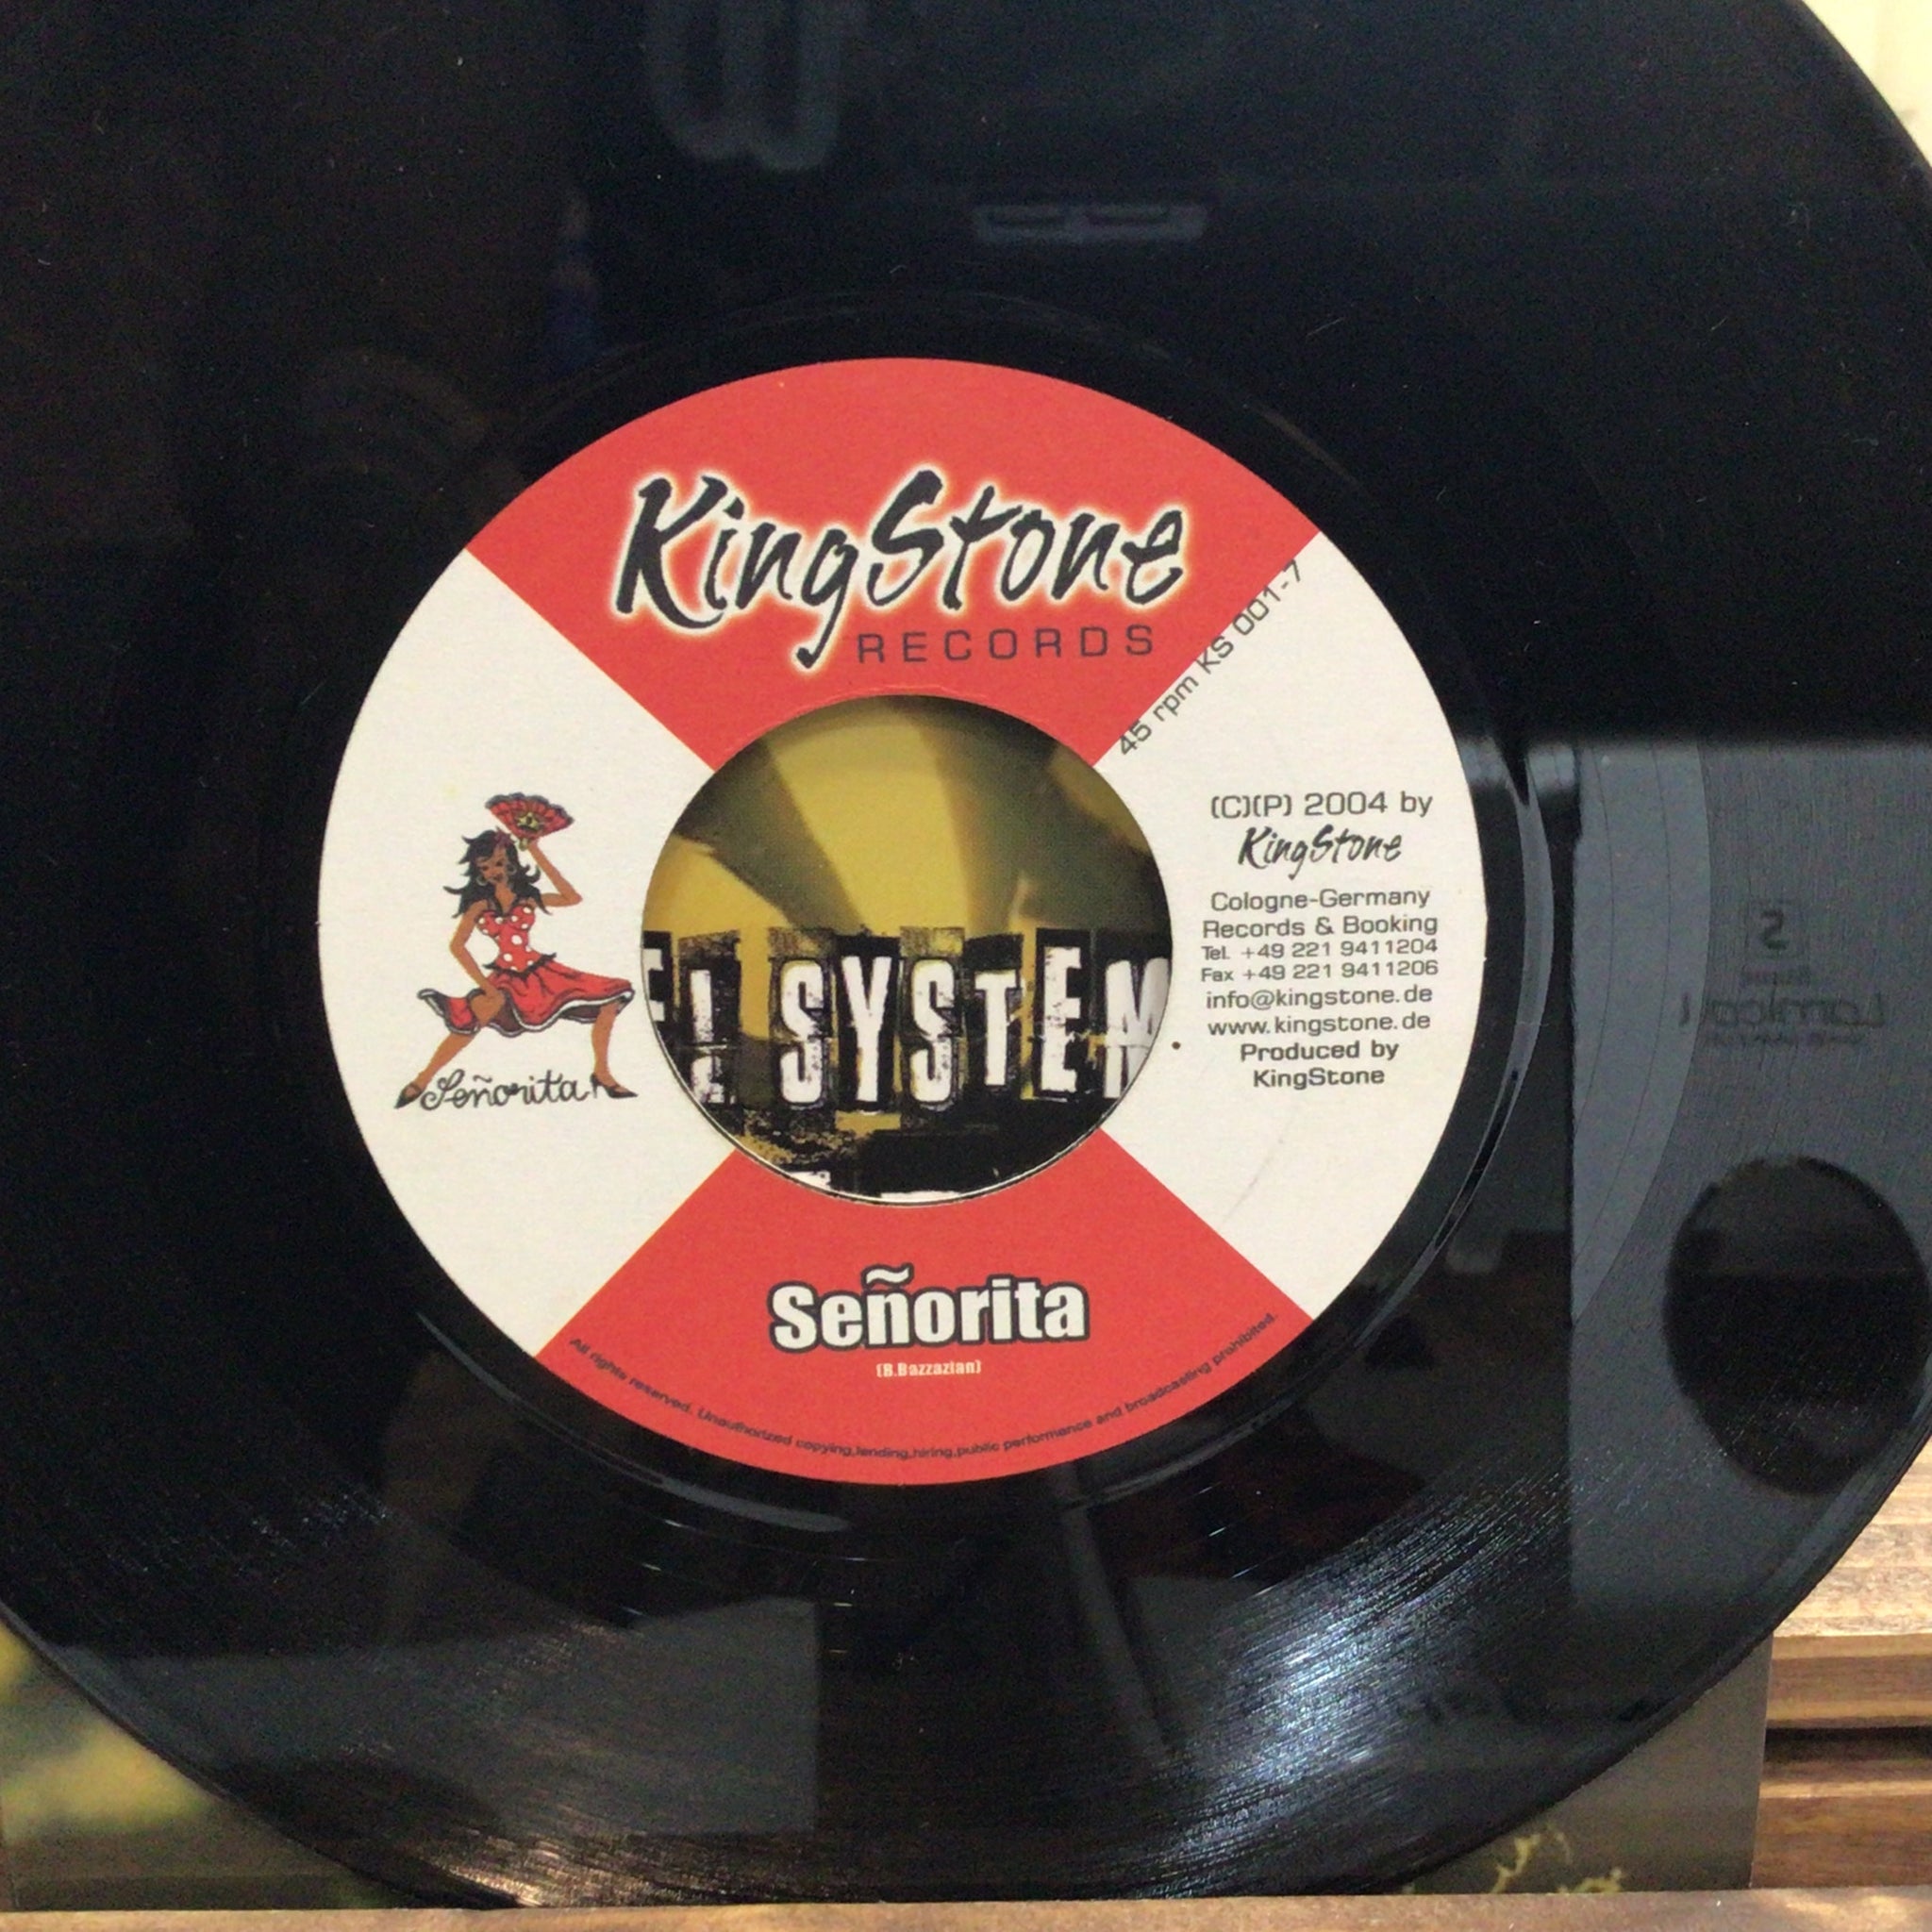 KingStone
RECORDS
45 rpm KS 001-7
(C)(P) 2004 by
KingStone
Cologne-Germany
Records & Booking
Tel. +49 221 9411204
Fax +49 221 9411206
info@kingstone.de
www.kingstone.de
Produced by
KingStone
Señorita
SYSTEM
Señorita
(B.Bazzazian)
All rights reserved. Unauthorized copying,lending,hiring,public performance and broadcasting prohibited.